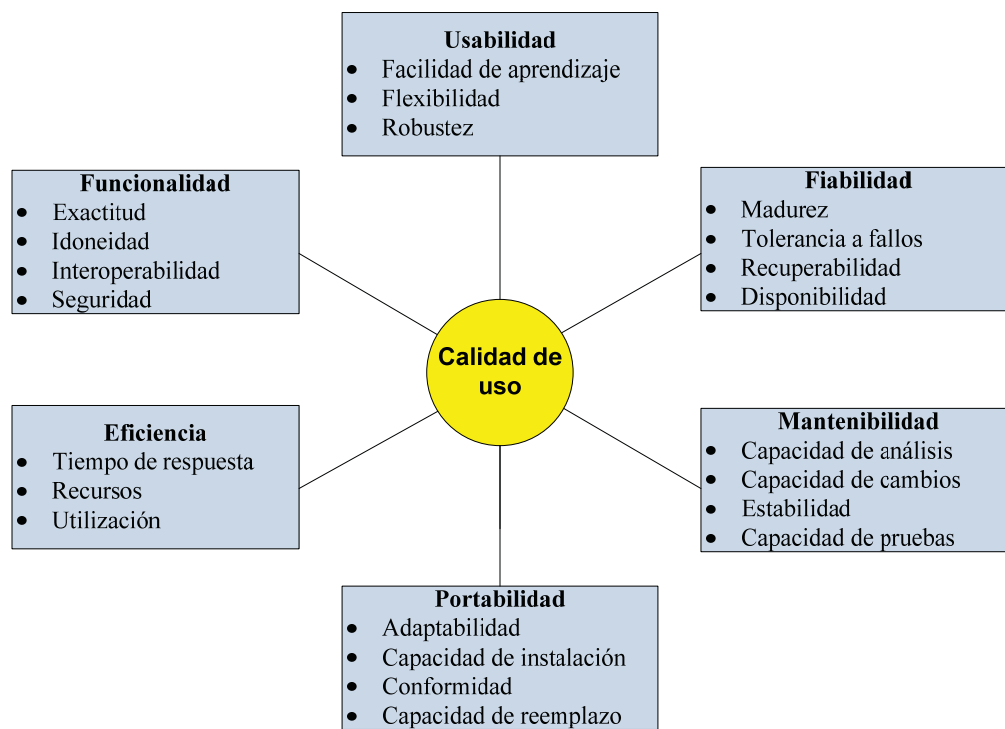 Usabilidad
• Facilidad de aprendizaje
• Flexibilidad
• Robustez
Funcionalidad
• Exactitud
• Idoneidad
• Interoperabilidad
• Seguridad
Fiabilidad
• Madurez
• Tolerancia a fallos
• Recuperabilidad
• Disponibilidad
Calidad de
uso
Eficiencia
• Tiempo de respuesta
• Recursos
• Utilización
Mantenibilidad
• Capacidad de análisis
• Capacidad de cambios
• Estabilidad
• Capacidad de pruebas
Portabilidad
• Adaptabilidad
• Capacidad de instalación
• Conformidad
• Capacidad de reemplazo